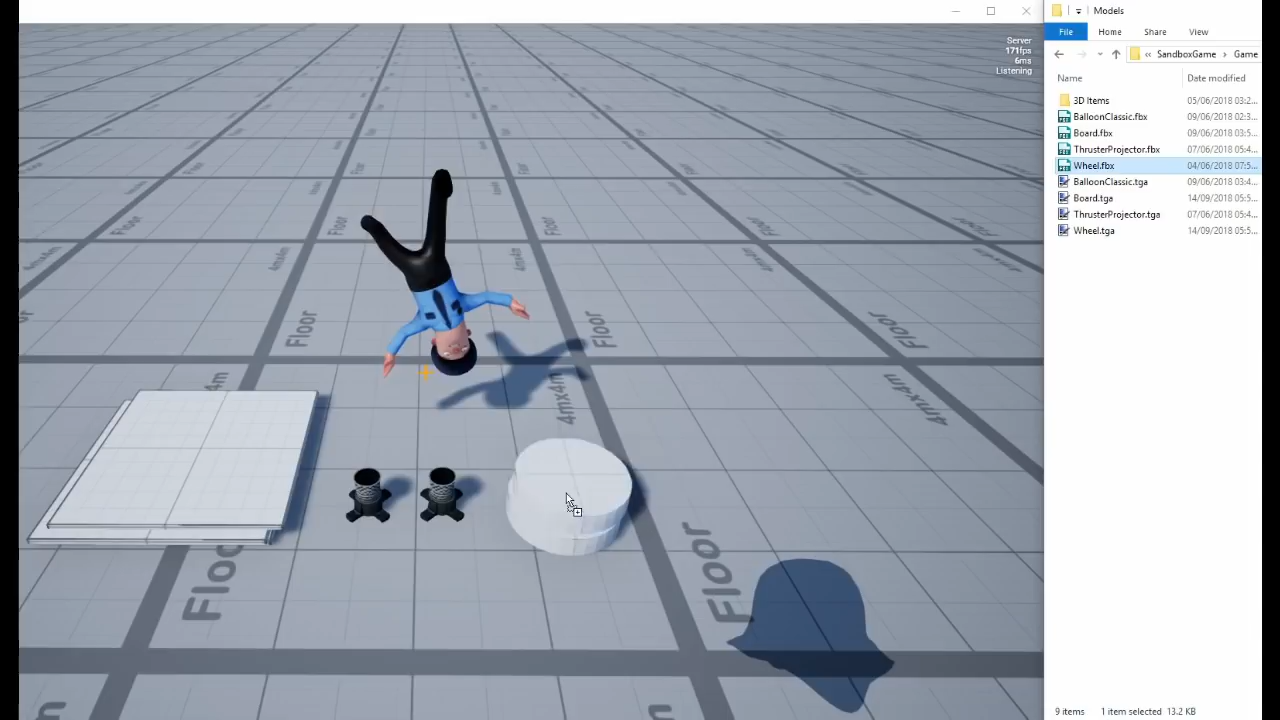 Server
171fps
6ms
Listening
Floor
Floor
Floor
Floor
Floor
Floor
4mx4m
4mx4m
4mx4m
4m
Floor
Floor
Models
File Home Share View
« SandboxGame > Game
Name Date modified
3D Items 05/06/2018 03:2...
BalloonClassic.fbx 09/06/2018 02:3...
Board.fbx 09/06/2018 03:5...
ThrusterProjector.fbx 07/06/2018 05:4...
Wheel.fbx 04/06/2018 07:5...
BalloonClassic.tga 09/06/2018 03:4...
Board.tga 14/09/2018 05:5...
ThrusterProjector.tga 07/06/2018 05:4...
Wheel.tga 14/09/2018 05:5...
9 items 1 item selected 13.2 KB